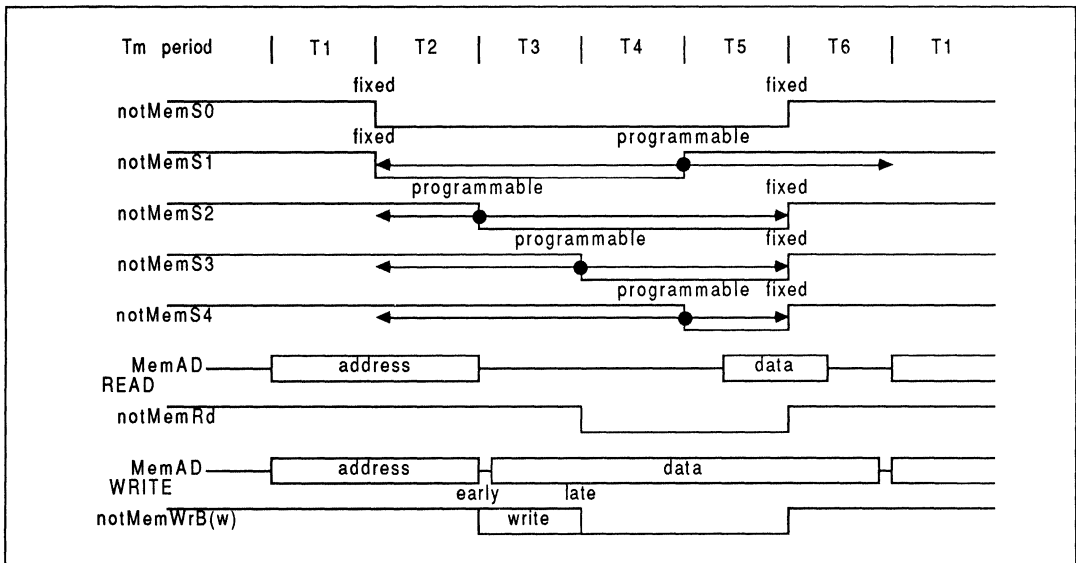 Tm period | T1 | T2 | T3 | T4 | T5 | T6 | T1
fixed fixed
notMemS0
fixed programmable
notMemS1
programmable fixed
notMemS2
programmable fixed
notMemS3
programmable fixed
notMemS4
MemAD address data
READ
notMemRd
MemAD address data
WRITE
early late
notMemWrB(w) write